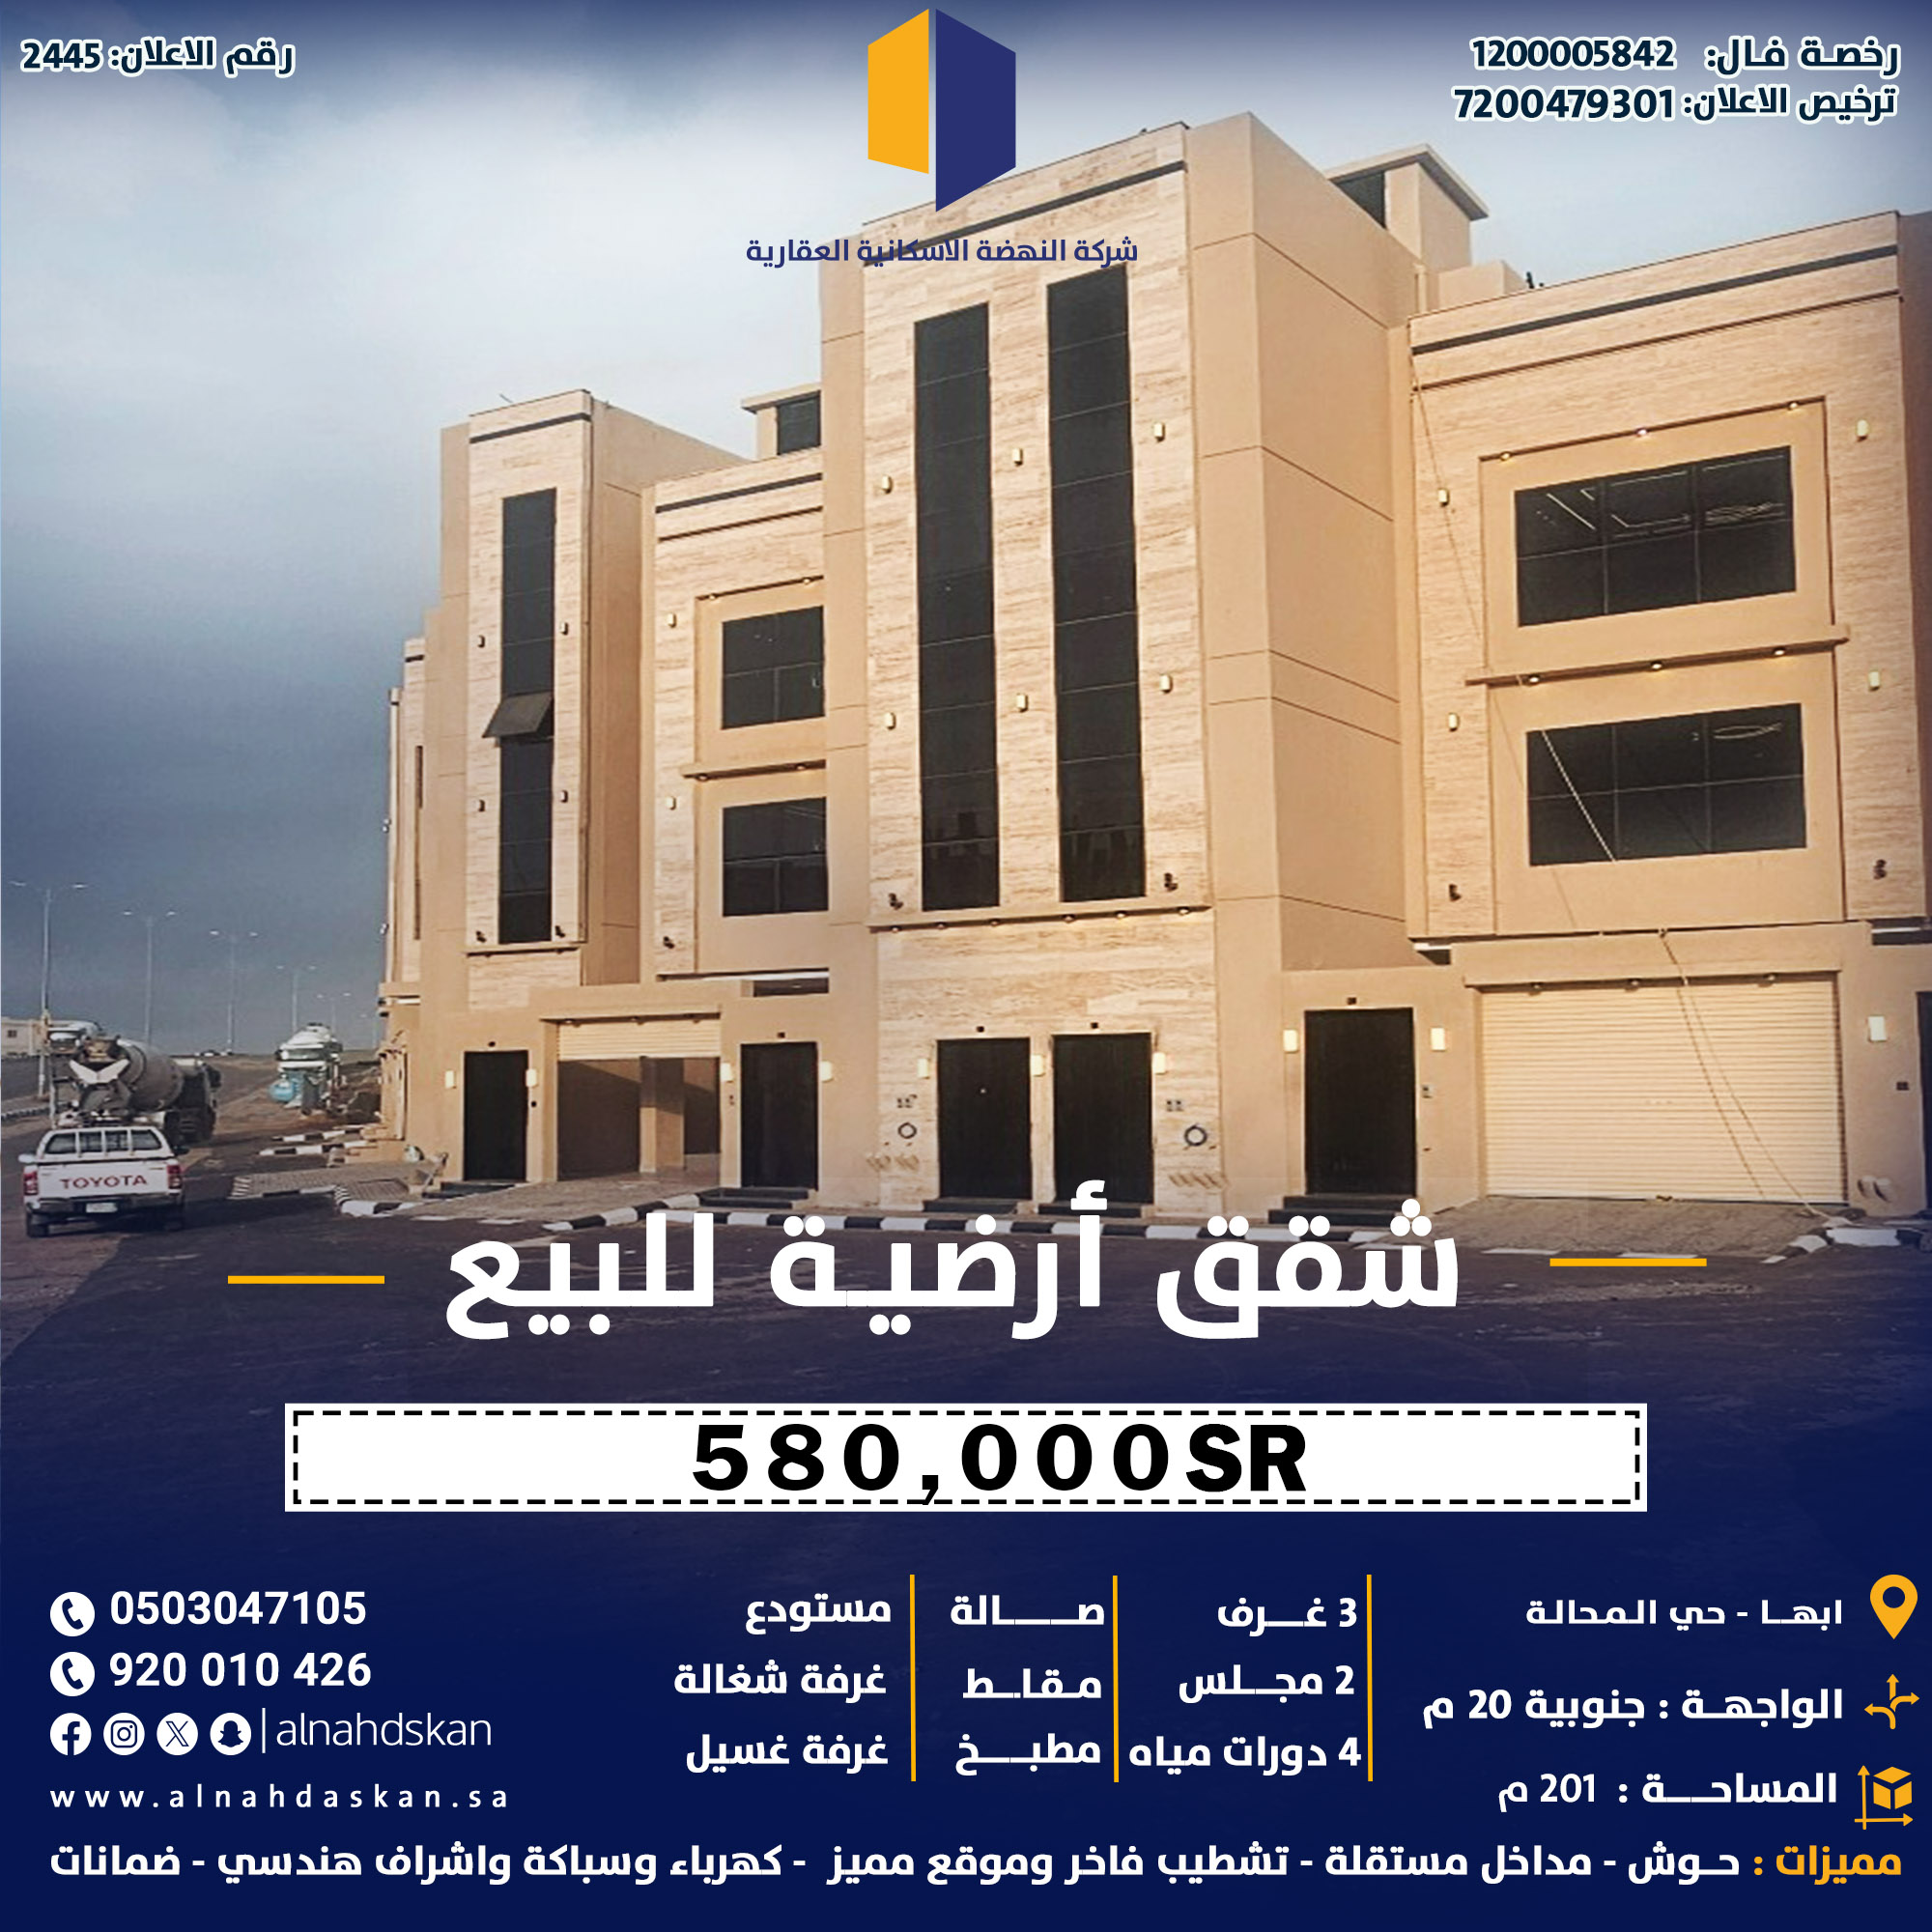 رخصة فال: 1200005842
ترخيص الاعلان: 7200479301
رقم الاعلان: 2445
شركة النهضة الاسكانية العقارية
TOYOTA
شقق أرضية للبيع
580,000SR
ابها - حي المحالة
الواجهة : جنوبية 20 م
المساحة : 201 م
3 غرف
2 مجلس
4 دورات مياه
صالة
مقلط
مطبخ
مستودع
غرفة شغالة
غرفة غسيل
0503047105
920 010 426
alnahdskan
www.alnahdaskan.sa
مميزات : حوش - مداخل مستقلة - تشطيب فاخر وموقع مميز - كهرباء وسباكة واشراف هندسي - ضمانات